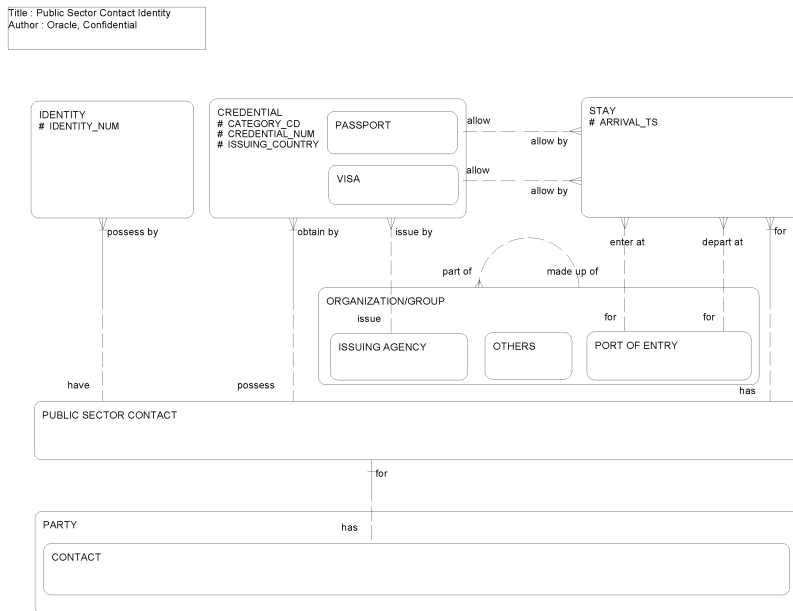 Title : Public Sector Contact Identity
Author : Oracle, Confidential
IDENTITY
# IDENTITY_NUM
CREDENTIAL
# CATEGORY_CD
# CREDENTIAL_NUM
# ISSUING_COUNTRY
PASSPORT
VISA
allow
allow by
allow
allow by
STAY
# ARRIVAL_TS
possess by
obtain by
issue by
enter at
depart at
for
part of
made up of
ORGANIZATION/GROUP
issue
for
for
ISSUING AGENCY
OTHERS
PORT OF ENTRY
have
possess
has
PUBLIC SECTOR CONTACT
for
PARTY
has
CONTACT